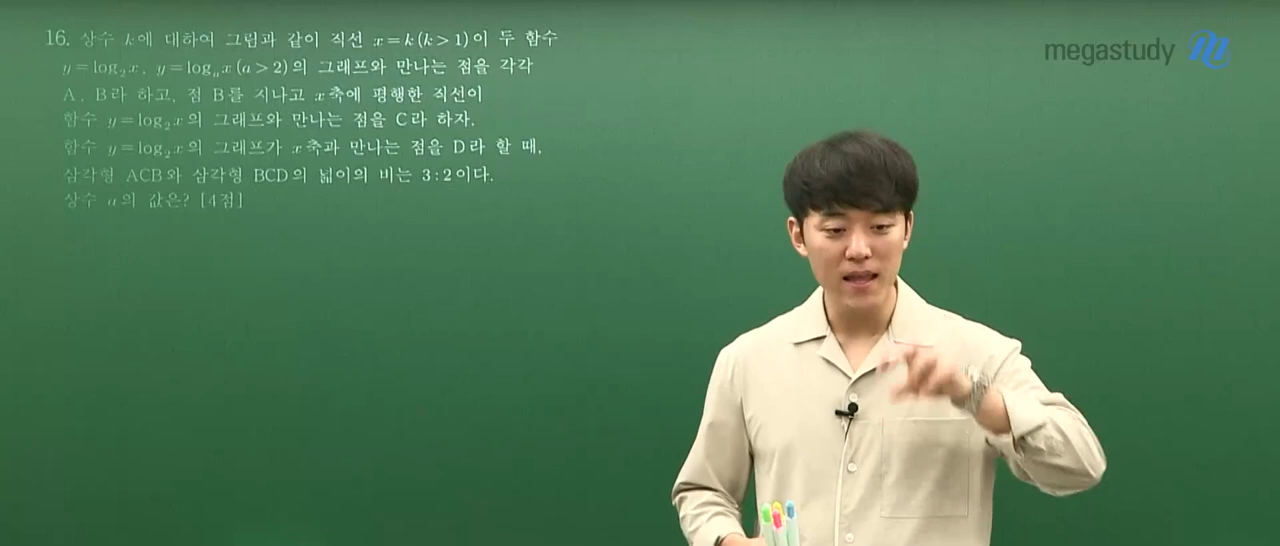 16. 상수 k에 대하여 그림과 같이 직선 x=k(k>1)이 두 함수
y=log₂x, y=logₐx(a>2)의 그래프와 만나는 점을 각각
A, B라 하고, 점 B를 지나고 x축에 평행한 직선이
함수 y=log₂x의 그래프와 만나는 점을 C라 하자.
함수 y=log₂x의 그래프가 x축과 만나는 점을 D라 할 때,
삼각형 ACB와 삼각형 BCD의 넓이의 비는 3:2이다.
상수 a의 값은? [4점]
megastudy